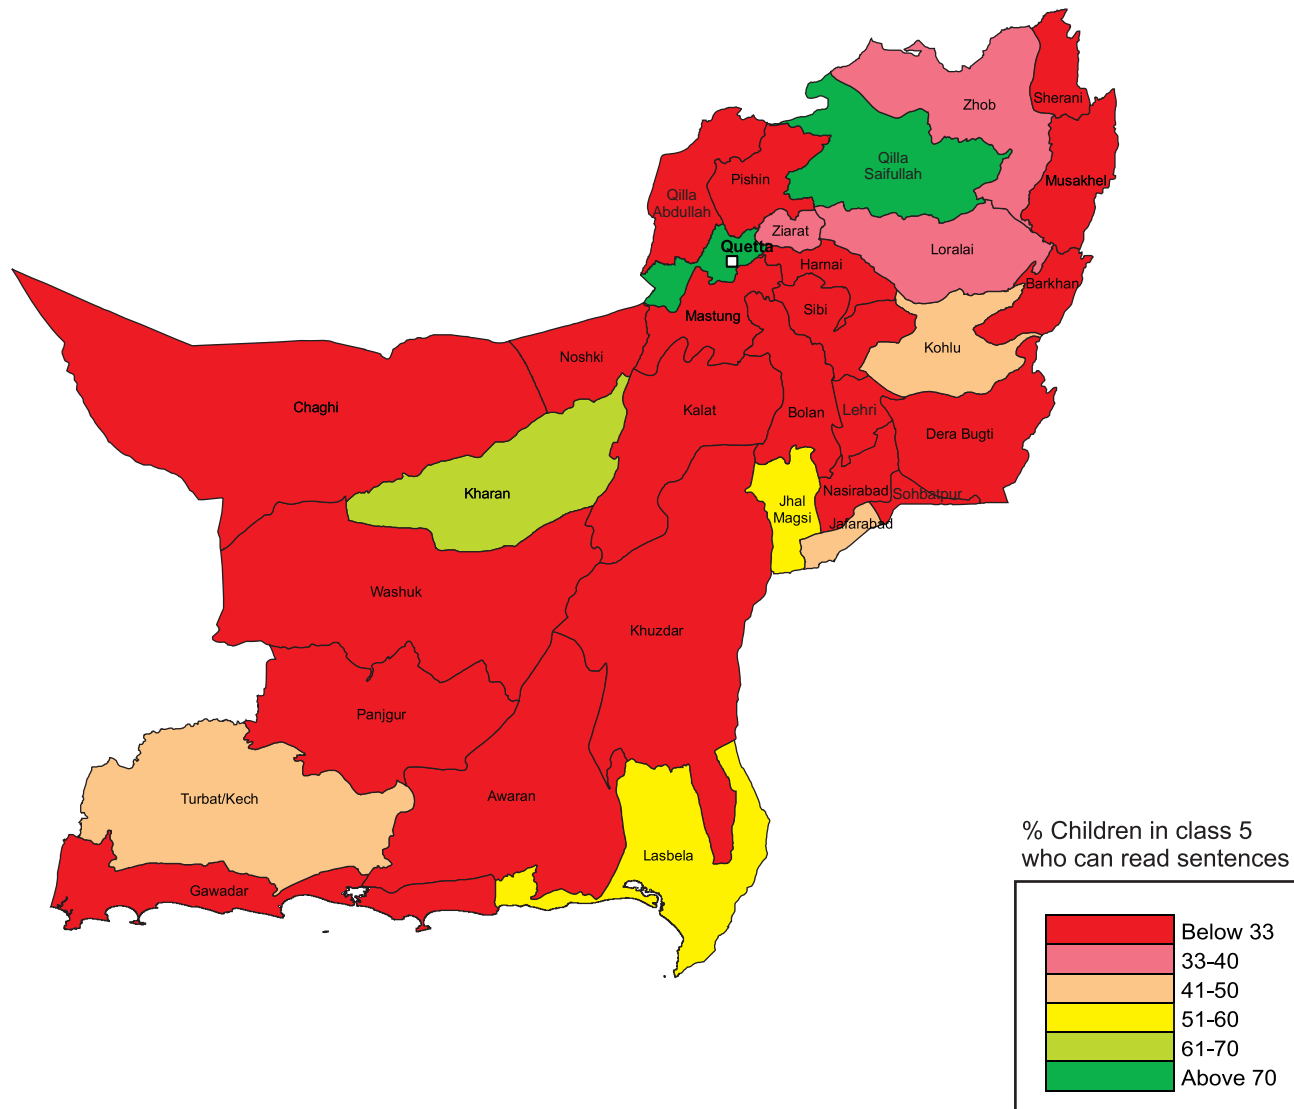 Zhob
Sherani
Qilla
Saifullah
Pishin
Musakhel
Qilla
Abdullah
Ziarat
Quetta
Loralai
Harnai
Barkhan
Sibi
Mastung
Kohlu
Noshki
Chaghi
Kalat
Bolan
Lehri
Dera Bugti
Kharan
Nasirabad
Sohbatpur
Jhal
Magsi
Jafarabad
Washuk
Khuzdar
Panjgur
Turbat/Kech
Awaran
Lasbela
Gawadar
% Children in class 5
who can read sentences
Below 33
33-40
41-50
51-60
61-70
Above 70